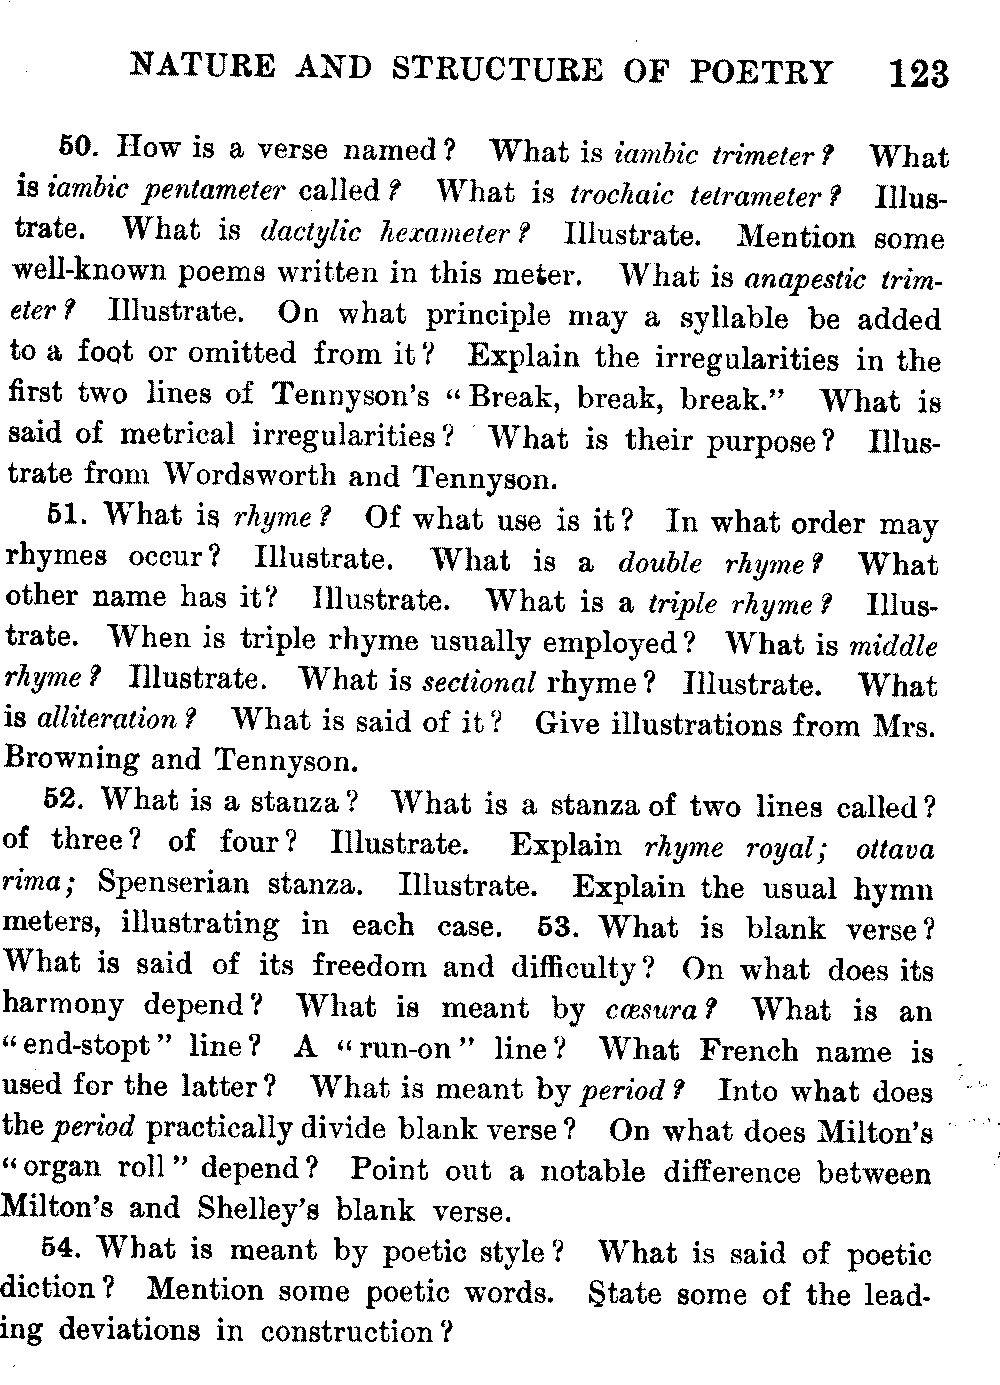 NATURE AND STRUCTURE OF POETRY 123
50. How is a verse named? What is iambic trimeter? What
is iambic pentameter called? What is trochaic tetrameter? Illus-
trate. What is dactylic hexameter? Illustrate. Mention some
well-known poems written in this meter. What is anapestic trim-
eter? Illustrate. On what principle may a syllable be added
to a foot or omitted from it? Explain the irregularities in the
first two lines of Tennyson's "Break, break, break." What is
said of metrical irregularities? What is their purpose? Illus-
trate from Wordsworth and Tennyson.
51. What is rhyme? Of what use is it? In what order may
rhymes occur? Illustrate. What is a double rhyme? What
other name has it? Illustrate. What is a triple rhyme? Illus-
trate. When is triple rhyme usually employed? What is middle
rhyme? Illustrate. What is sectional rhyme? Illustrate. What
is alliteration? What is said of it? Give illustrations from Mrs.
Browning and Tennyson.
52. What is a stanza? What is a stanza of two lines called?
of three? of four? Illustrate. Explain rhyme royal; ottava
rima; Spenserian stanza. Illustrate. Explain the usual hymn
meters, illustrating in each case. 53. What is blank verse?
What is said of its freedom and difficulty? On what does its
harmony depend? What is meant by cœsura? What is an
"end-stopt" line? A "run-on" line? What French name is
used for the latter? What is meant by period? Into what does
the period practically divide blank verse? On what does Milton's
"organ roll" depend? Point out a notable difference between
Milton's and Shelley's blank verse.
54. What is meant by poetic style? What is said of poetic
diction? Mention some poetic words. State some of the lead-
ing deviations in construction?